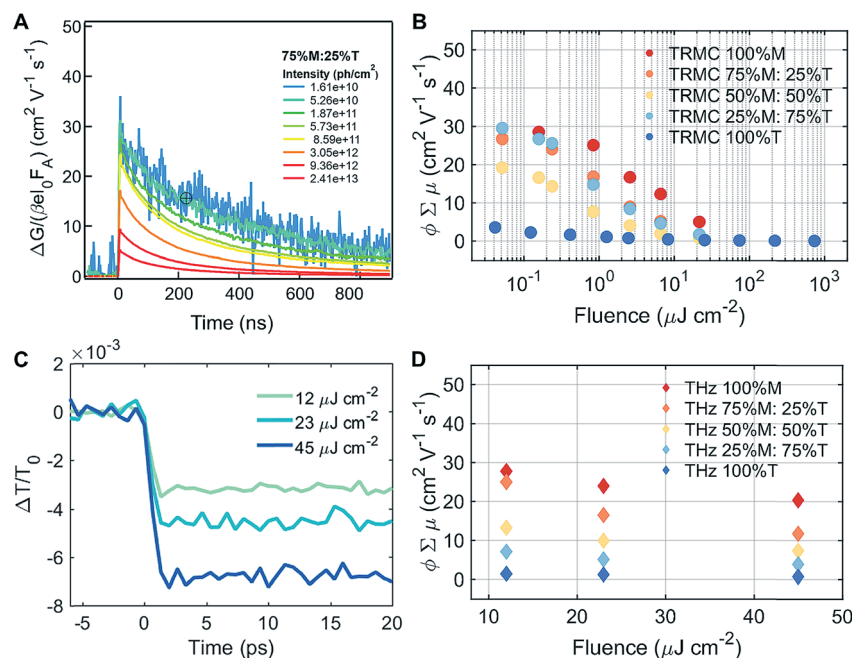 A
50
40
30
20
10
0
ΔG/(βeI₀F_A) (cm² V⁻¹ s⁻¹)
75%M:25%T
Intensity (ph/cm²)
1.61e+10
5.26e+10
1.87e+11
5.73e+11
8.59e+11
3.05e+12
9.36e+12
2.41e+13
0 200 400 600 800
Time (ns)
B
50
40
30
20
10
0
ϕ Σ μ (cm² V⁻¹ s⁻¹)
TRMC 100%M
TRMC 75%M: 25%T
TRMC 50%M: 50%T
TRMC 25%M: 75%T
TRMC 100%T
10⁻¹ 10⁰ 10¹ 10² 10³
Fluence (μJ cm⁻²)
C
×10⁻³
2
0
-2
-4
-6
-8
ΔT/T₀
12 μJ cm⁻²
23 μJ cm⁻²
45 μJ cm⁻²
-5 0 5 10 15 20
Time (ps)
D
50
40
30
20
10
0
ϕ Σ μ (cm² V⁻¹ s⁻¹)
THz 100%M
THz 75%M: 25%T
THz 50%M: 50%T
THz 25%M: 75%T
THz 100%T
10 20 30 40 50
Fluence (μJ cm⁻²)